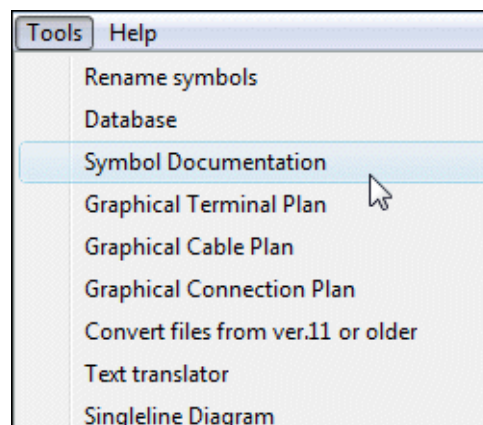 Tools Help
Rename symbols
Database
Symbol Documentation
Graphical Terminal Plan
Graphical Cable Plan
Graphical Connection Plan
Convert files from ver.11 or older
Text translator
Singleline Diagram